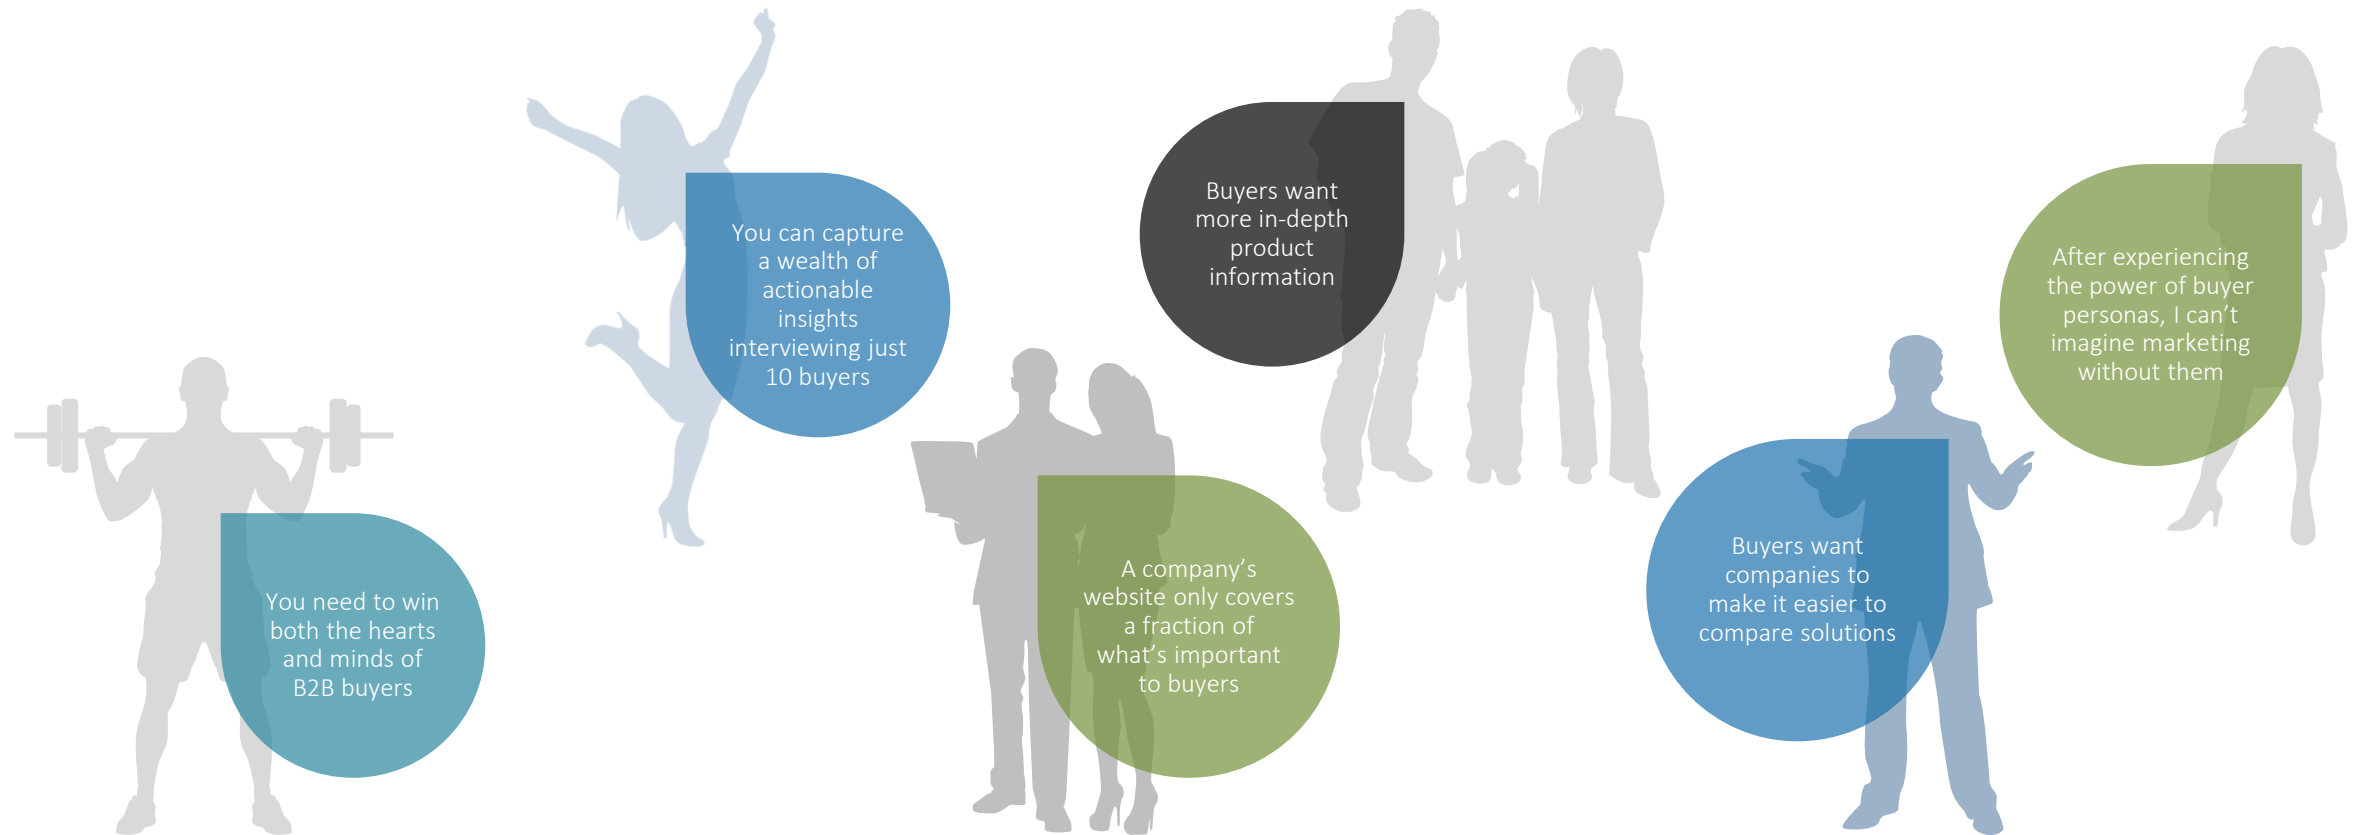 You need to win
both the hearts
and minds of
B2B buyers
You can capture
a wealth of
actionable
insights
interviewing just
10 buyers
A company’s
website only covers
a fraction of
what’s important
to buyers
Buyers want
more in-depth
product
information
Buyers want
companies to
make it easier to
compare solutions
After experiencing
the power of buyer
personas, I can’t
imagine marketing
without them